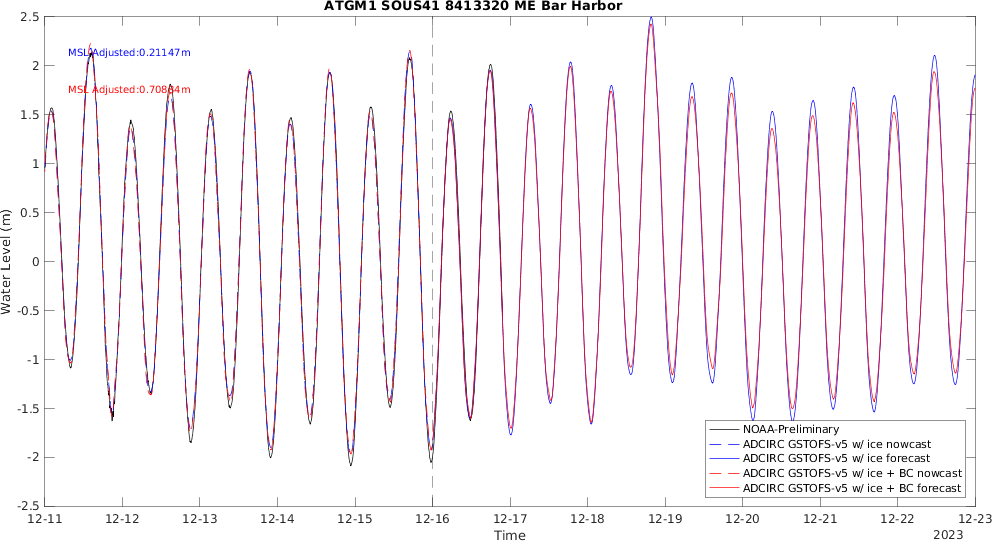 ATGM1 SOUS41 8413320 ME Bar Harbor
MSL Adjusted:0.21147m
MSL Adjusted:0.70884m
Water Level (m)
2.5
2
1.5
1
0.5
0
-0.5
-1
-1.5
-2
-2.5
NOAA-Preliminary
ADCIRC GSTOFS-v5 w/ ice nowcast
ADCIRC GSTOFS-v5 w/ ice forecast
ADCIRC GSTOFS-v5 w/ ice + BC nowcast
ADCIRC GSTOFS-v5 w/ ice + BC forecast
12-11 12-12 12-13 12-14 12-15 12-16 12-17 12-18 12-19 12-20 12-21 12-22 12-23
Time
2023